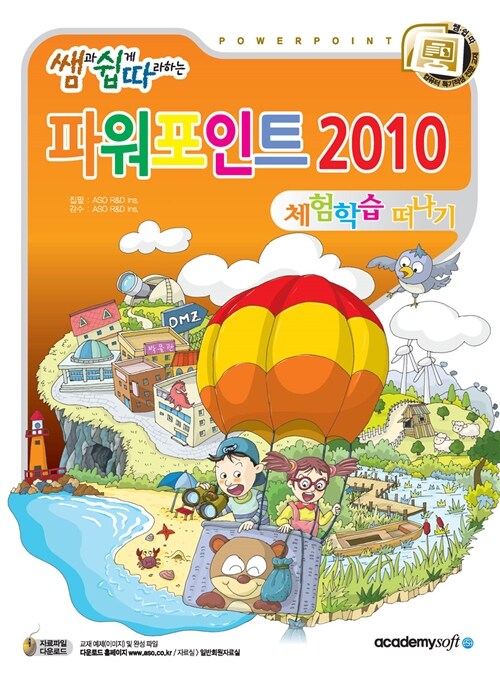 POWERPOINT
쌤과 쉽게 따라하는
파워포인트 2010
집필 : ASO R&D Ins.
감수 : ASO R&D Ins.
체험학습 떠나기
DMZ
박물관
자료파일
다운로드
교재 예제(이미지) 및 완성 파일
다운로드 홈페이지 www.aso.co.kr / 자료실 > 일반회원자료실
academysoft